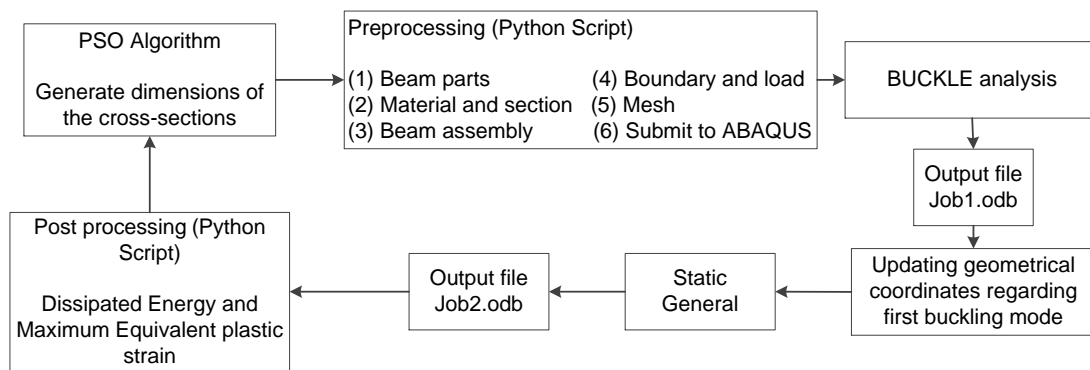 PSO Algorithm
Generate dimensions of
the cross-sections
Preprocessing (Python Script)
(1) Beam parts
(2) Material and section
(3) Beam assembly
(4) Boundary and load
(5) Mesh
(6) Submit to ABAQUS
BUCKLE analysis
Output file
Job1.odb
Updating geometrical
coordinates regarding
first buckling mode
Static
General
Output file
Job2.odb
Post processing (Python
Script)
Dissipated Energy and
Maximum Equivalent plastic
strain